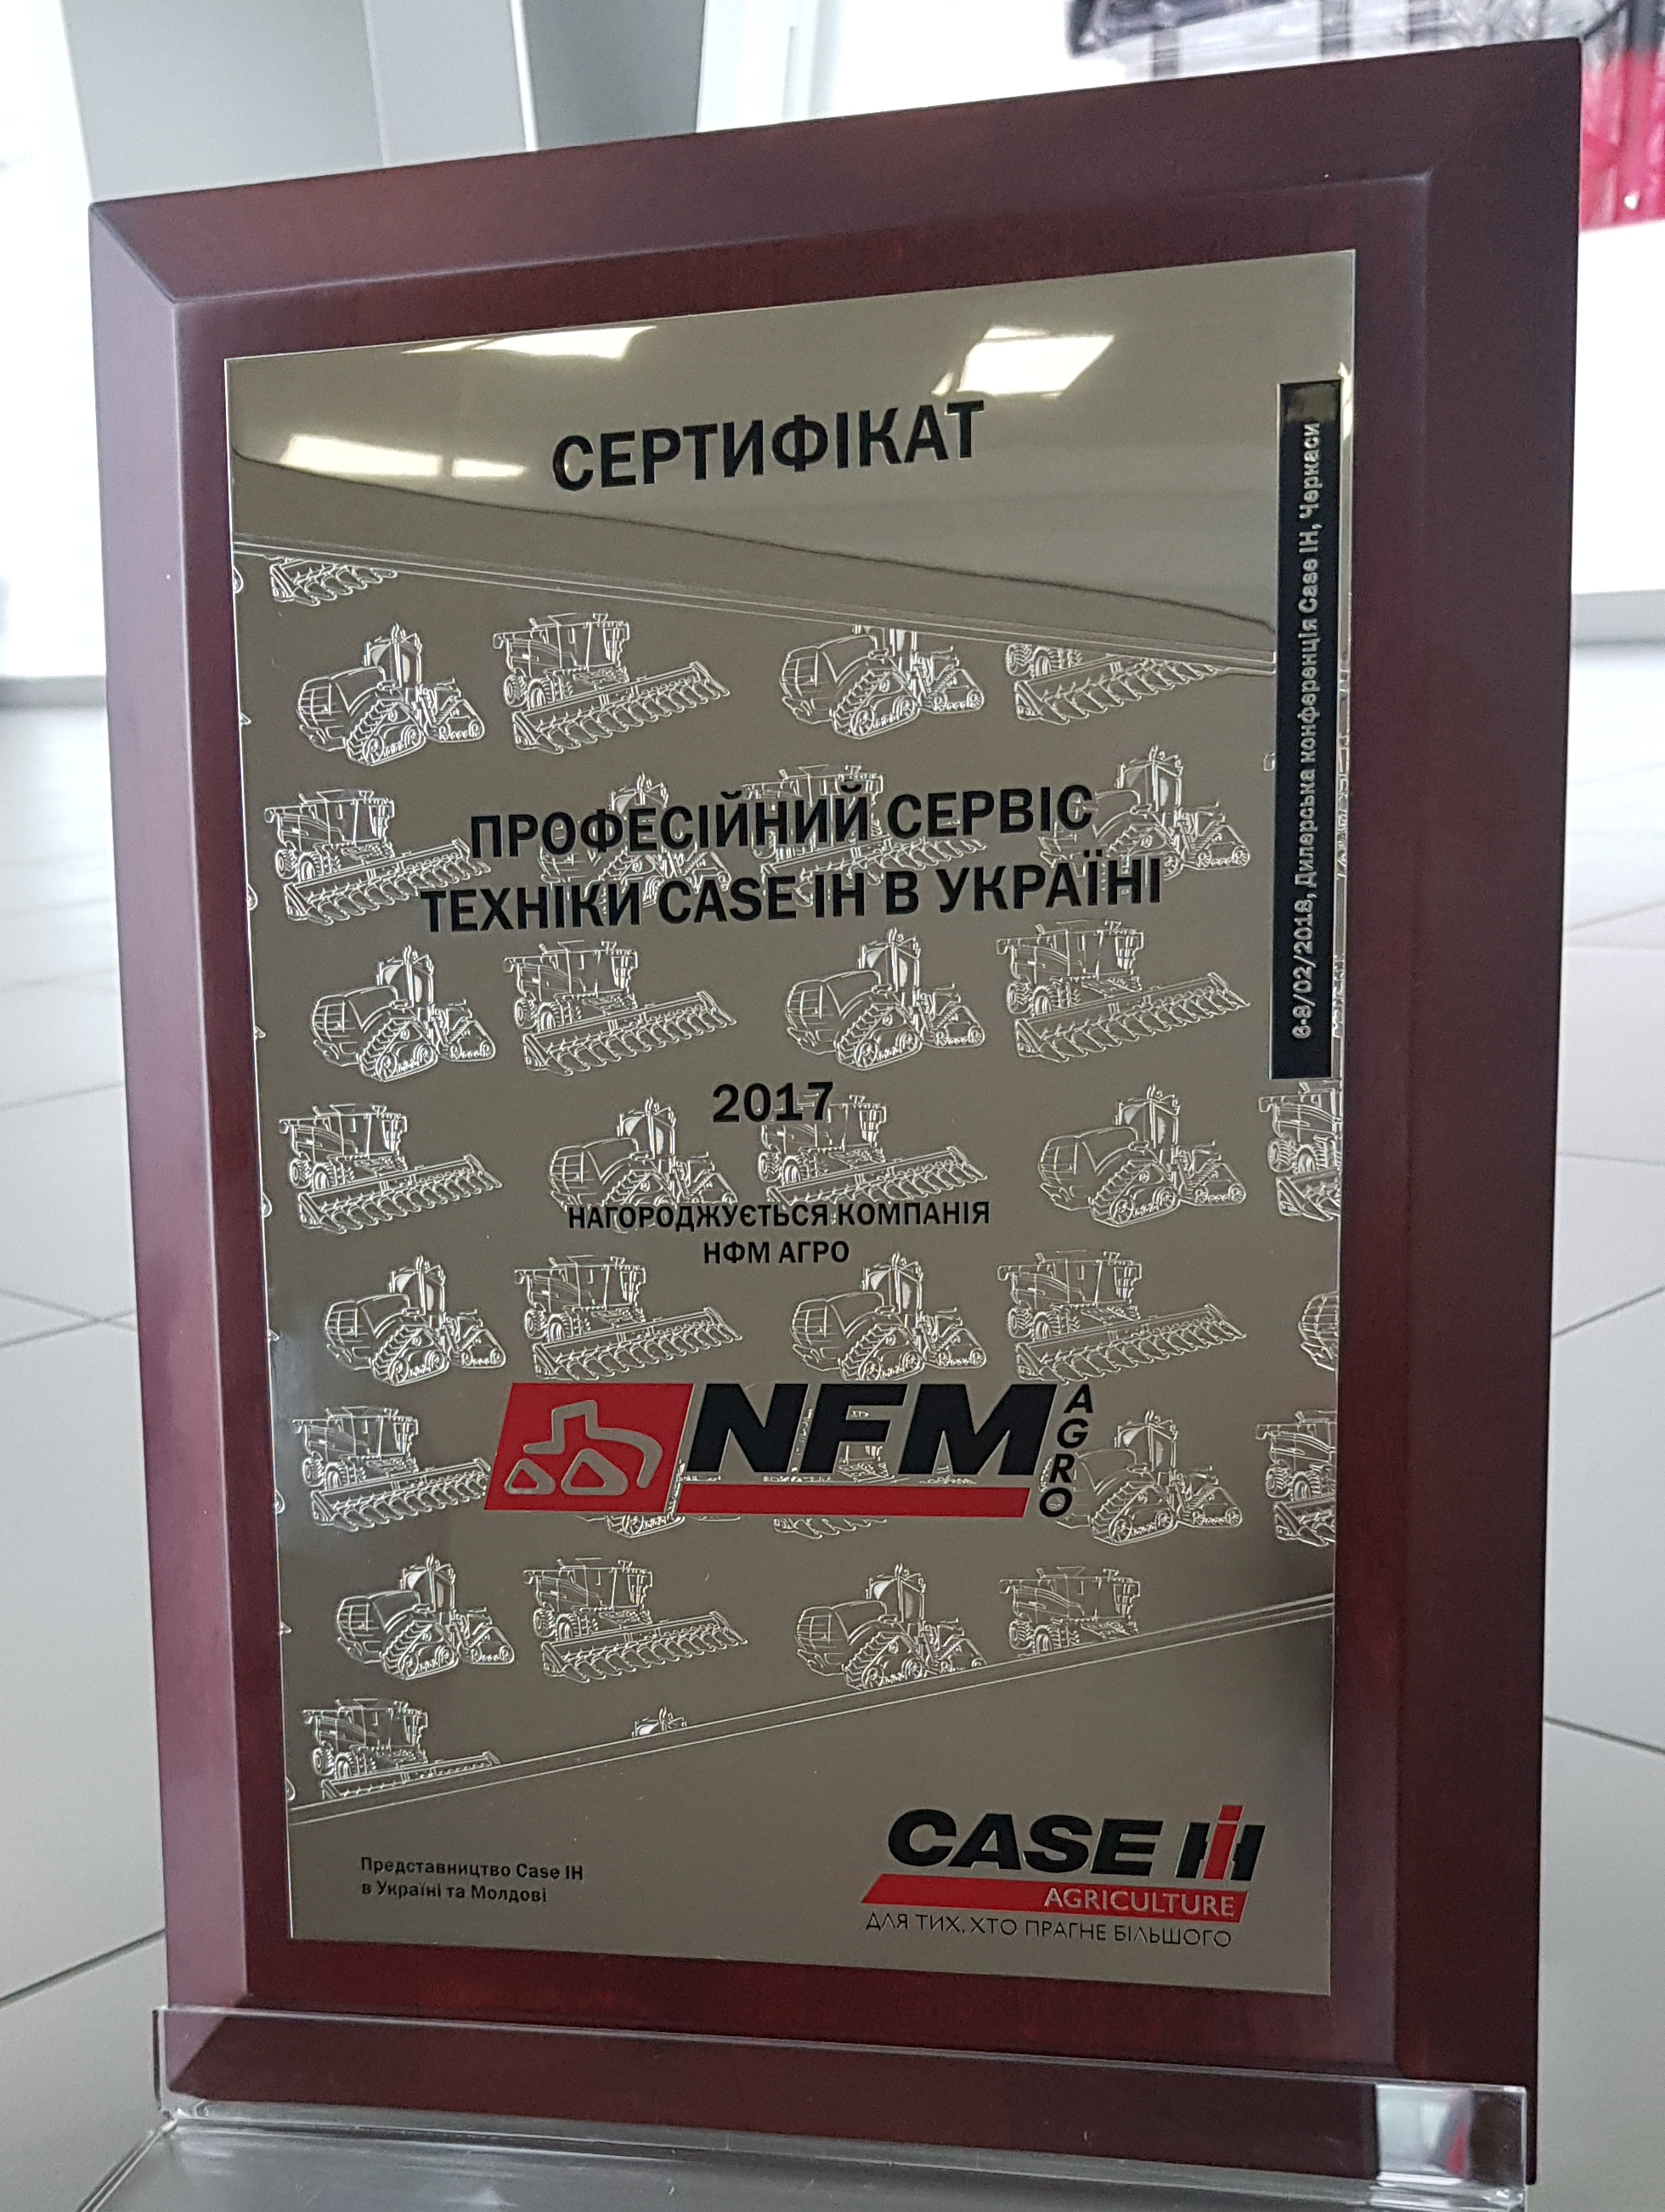 СЕРТИФІКАТ
ПРОФЕСІЙНИЙ СЕРВІС
ТЕХНІКИ CASE IH В УКРАЇНІ
2017
НАГОРОДЖУЄТЬСЯ КОМПАНІЯ
НФМ АГРО
NFM AGRO
Представництво Case IH
в Україні та Молдові
CASE IH
AGRICULTURE
ДЛЯ ТИХ, ХТО ПРАГНЕ БІЛЬШОГО
6-8/02/2018, Дилерська конференція Case IH, Черкаси